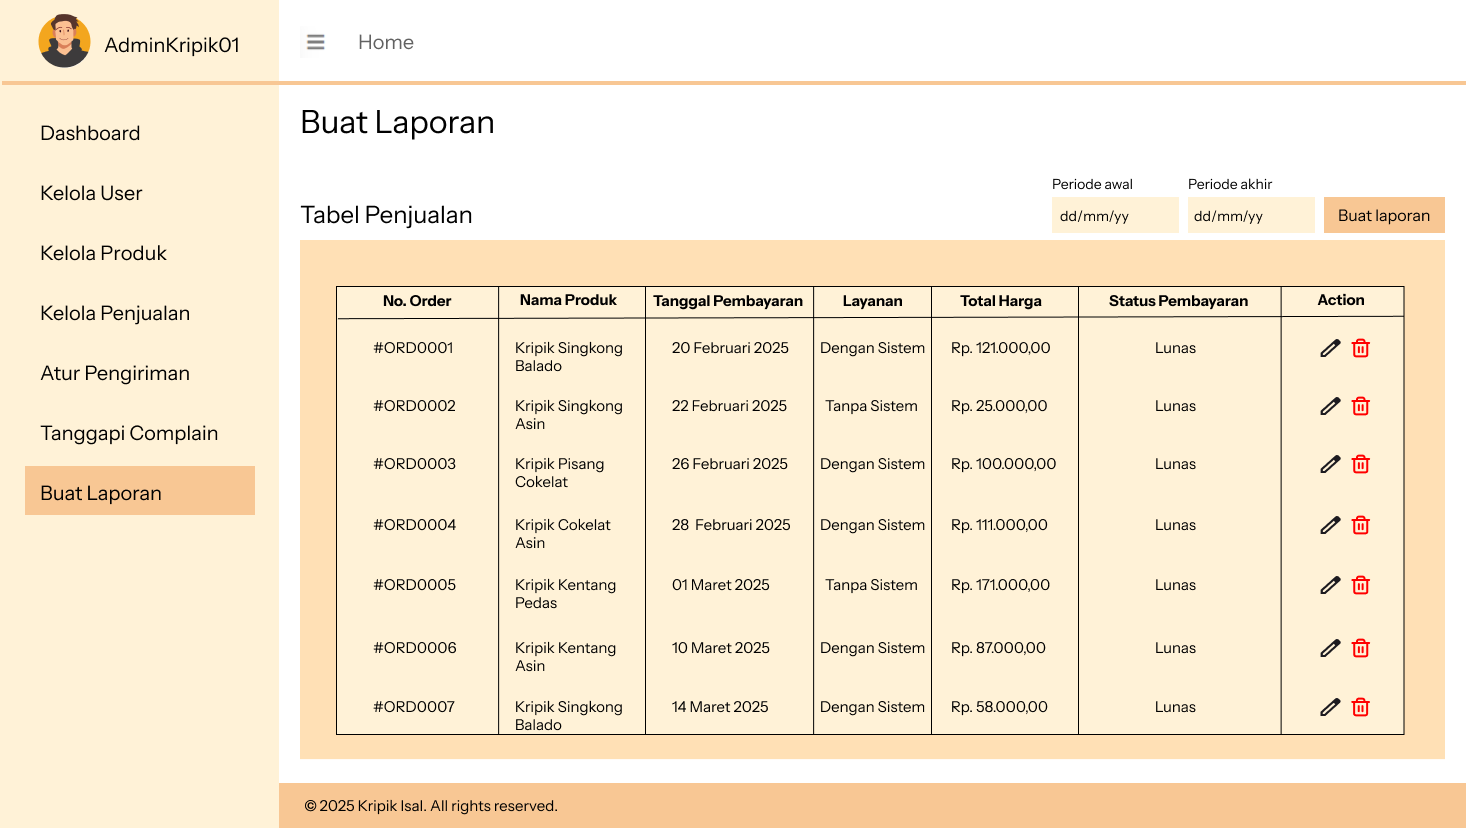 AdminKripik01
Home
Dashboard
Kelola User
Kelola Produk
Kelola Penjualan
Atur Pengiriman
Tanggapi Complain
Buat Laporan
Buat Laporan
Periode awal Periode akhir
Tabel Penjualan dd/mm/yy dd/mm/yy Buat laporan
No. Order Nama Produk Tanggal Pembayaran Layanan Total Harga Status Pembayaran Action
#ORD0001 Kripik Singkong 20 Februari 2025 Dengan Sistem Rp. 121.000,00 Lunas
Balado
#ORD0002 Kripik Singkong 22 Februari 2025 Tanpa Sistem Rp. 25.000,00 Lunas
Asin
#ORD0003 Kripik Pisang 26 Februari 2025 Dengan Sistem Rp. 100.000,00 Lunas
Cokelat
#ORD0004 Kripik Cokelat 28 Februari 2025 Dengan Sistem Rp. 111.000,00 Lunas
Asin
#ORD0005 Kripik Kentang 01 Maret 2025 Tanpa Sistem Rp. 171.000,00 Lunas
Pedas
#ORD0006 Kripik Kentang 10 Maret 2025 Dengan Sistem Rp. 87.000,00 Lunas
Asin
#ORD0007 Kripik Singkong 14 Maret 2025 Dengan Sistem Rp. 58.000,00 Lunas
Balado
© 2025 Kripik Isal. All rights reserved.